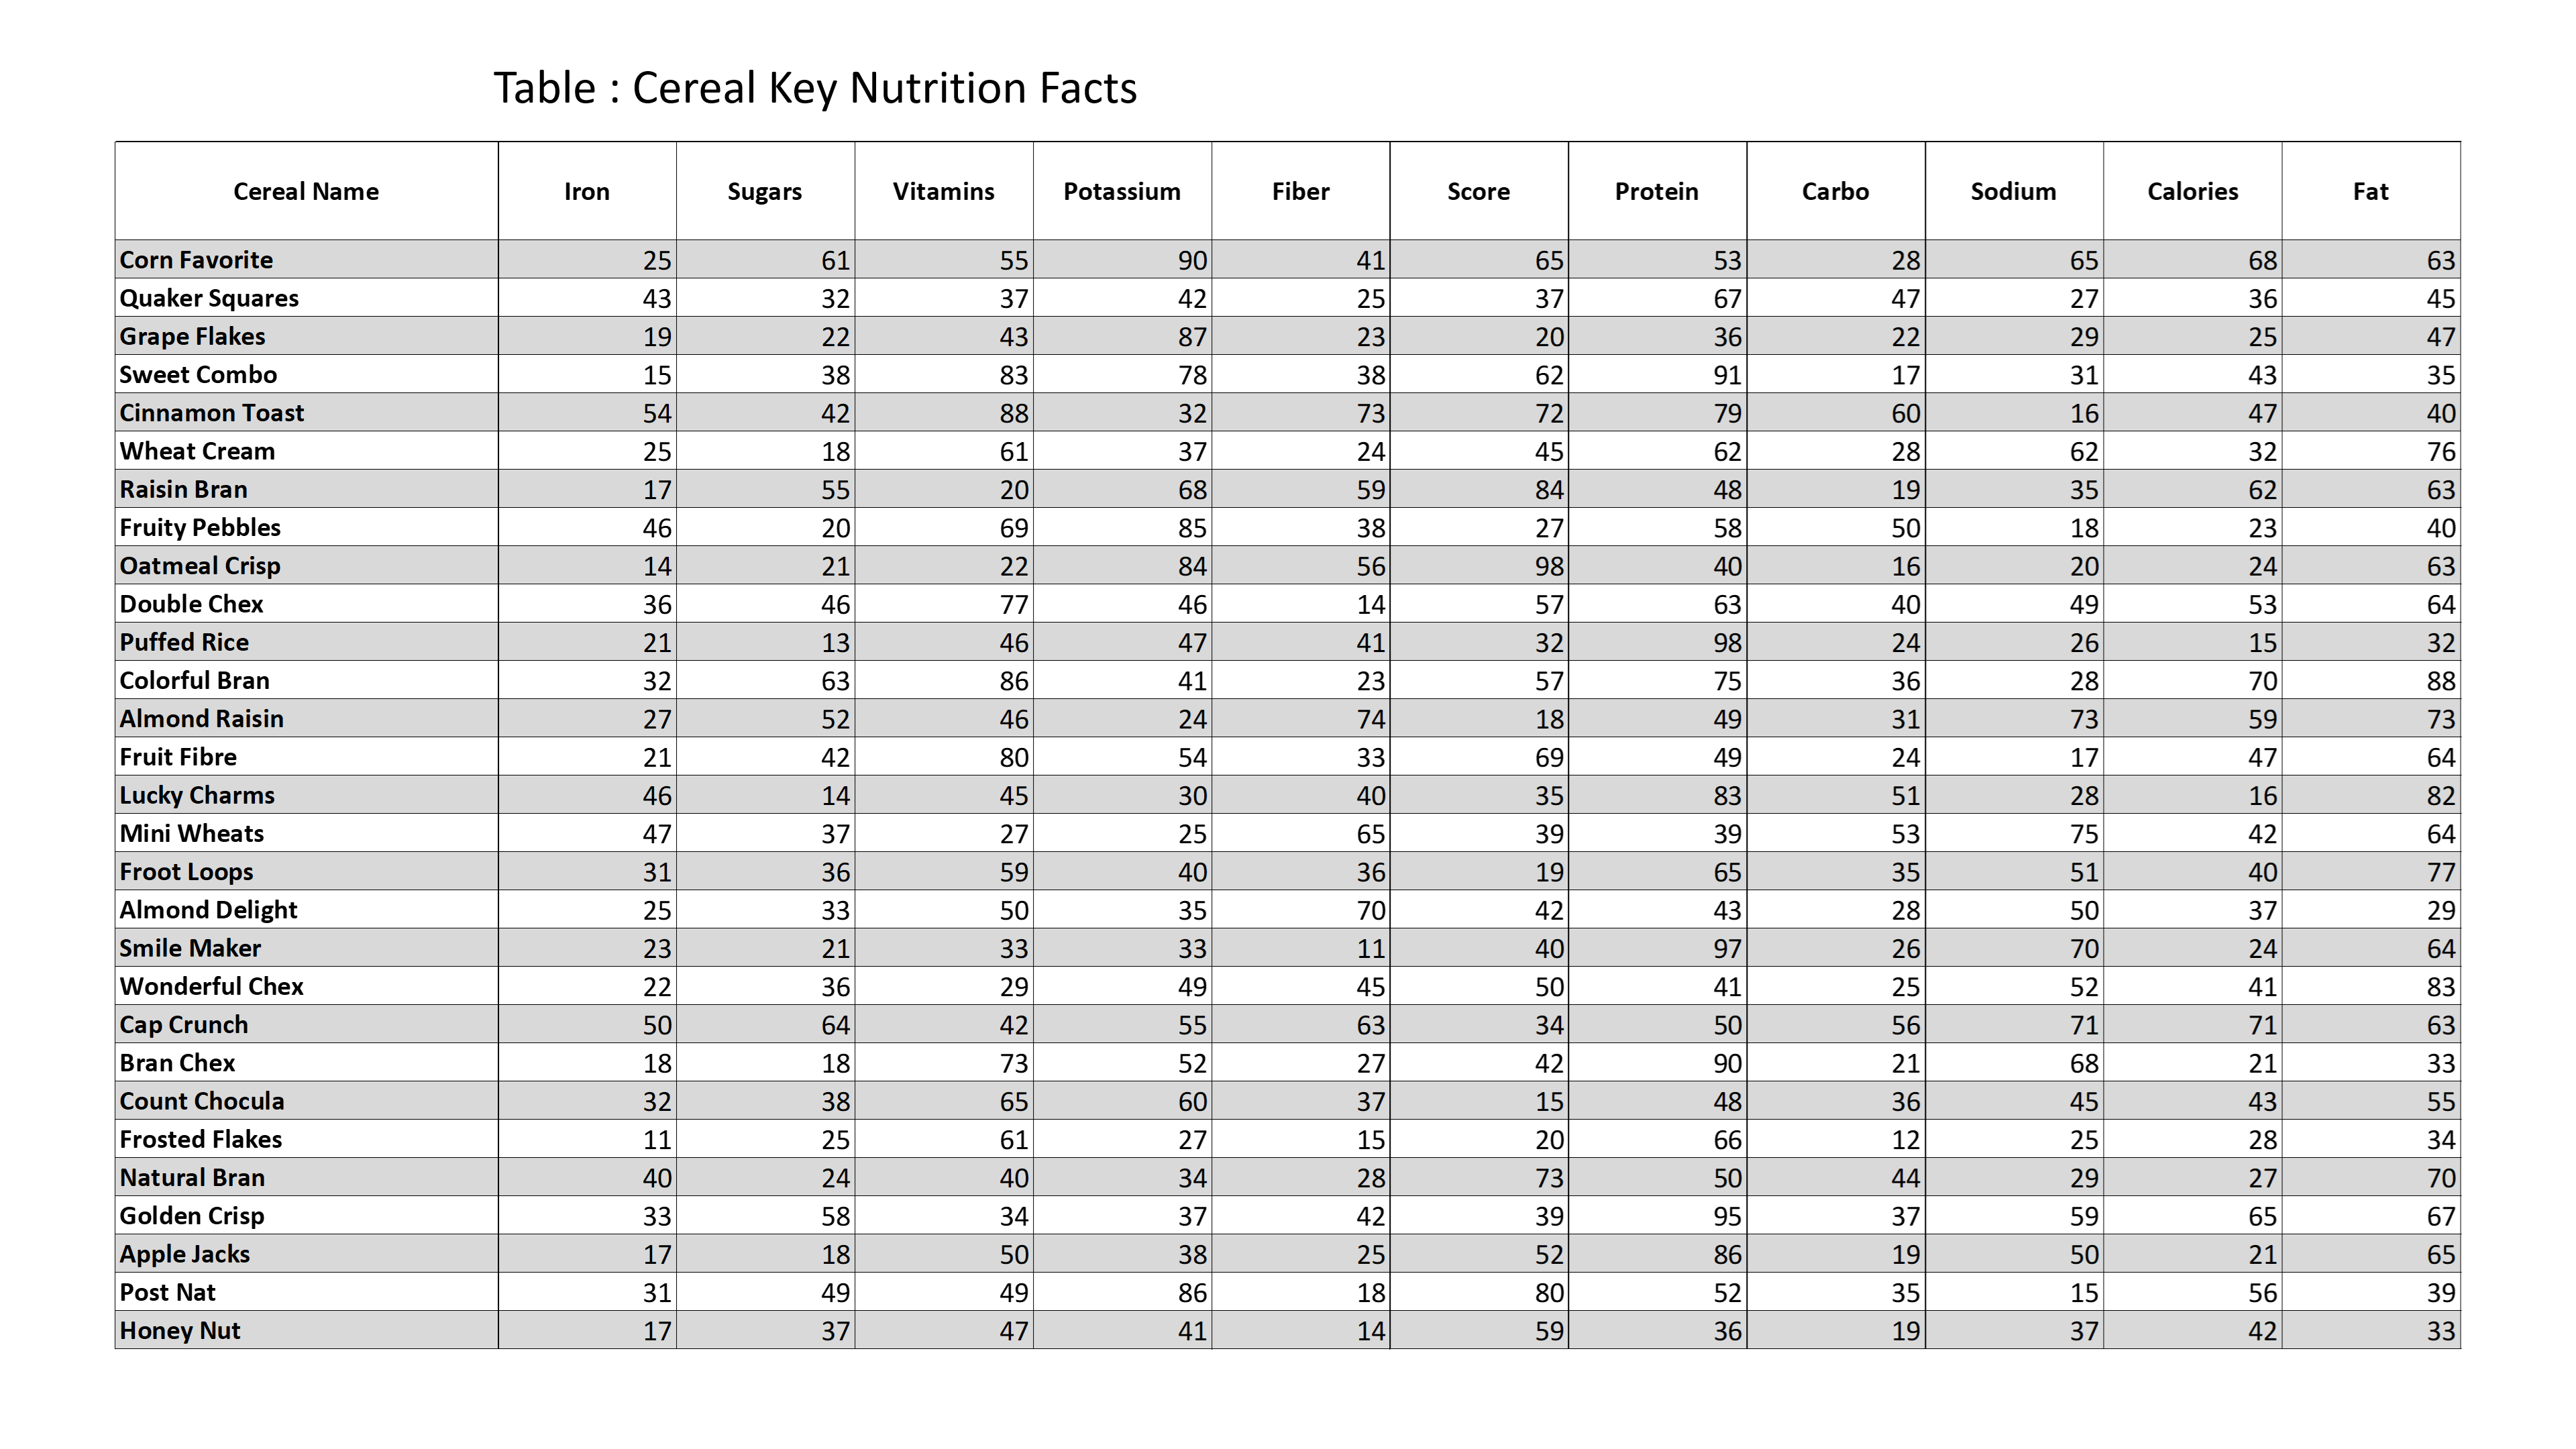 Table : Cereal Key Nutrition Facts
Cereal Name Iron Sugars Vitamins Potassium Fiber Score Protein Carbo Sodium Calories Fat
Corn Favorite 25 61 55 90 41 65 53 28 65 68 63
Quaker Squares 43 32 37 42 25 37 67 47 27 36 45
Grape Flakes 19 22 43 87 23 20 36 22 29 25 47
Sweet Combo 15 38 83 78 38 62 91 17 31 43 35
Cinnamon Toast 54 42 88 32 73 72 79 60 16 47 40
Wheat Cream 25 18 61 37 24 45 62 28 62 32 76
Raisin Bran 17 55 20 68 59 84 48 19 35 62 63
Fruity Pebbles 46 20 69 85 38 27 58 50 18 23 40
Oatmeal Crisp 14 21 22 84 56 98 40 16 20 24 63
Double Chex 36 46 77 46 14 57 63 40 49 53 64
Puffed Rice 21 13 46 47 41 32 98 24 26 15 32
Colorful Bran 32 63 86 41 23 57 75 36 28 70 88
Almond Raisin 27 52 46 24 74 18 49 31 73 59 73
Fruit Fibre 21 42 80 54 33 69 49 24 17 47 64
Lucky Charms 46 14 45 30 40 35 83 51 28 16 82
Mini Wheats 47 37 27 25 65 39 39 53 75 42 64
Froot Loops 31 36 59 40 36 19 65 35 51 40 77
Almond Delight 25 33 50 35 70 42 43 28 50 37 29
Smile Maker 23 21 33 33 11 40 97 26 70 24 64
Wonderful Chex 22 36 29 49 45 50 41 25 52 41 83
Cap Crunch 50 64 42 55 63 34 50 56 71 71 63
Bran Chex 18 18 73 52 27 42 90 21 68 21 33
Count Chocula 32 38 65 60 37 15 48 36 45 43 55
Frosted Flakes 11 25 61 27 15 20 66 12 25 28 34
Natural Bran 40 24 40 34 28 73 50 44 29 27 70
Golden Crisp 33 58 34 37 42 39 95 37 59 65 67
Apple Jacks 17 18 50 38 25 52 86 19 50 21 65
Post Nat 31 49 49 86 18 80 52 35 15 56 39
Honey Nut 17 37 47 41 14 59 36 19 37 42 33